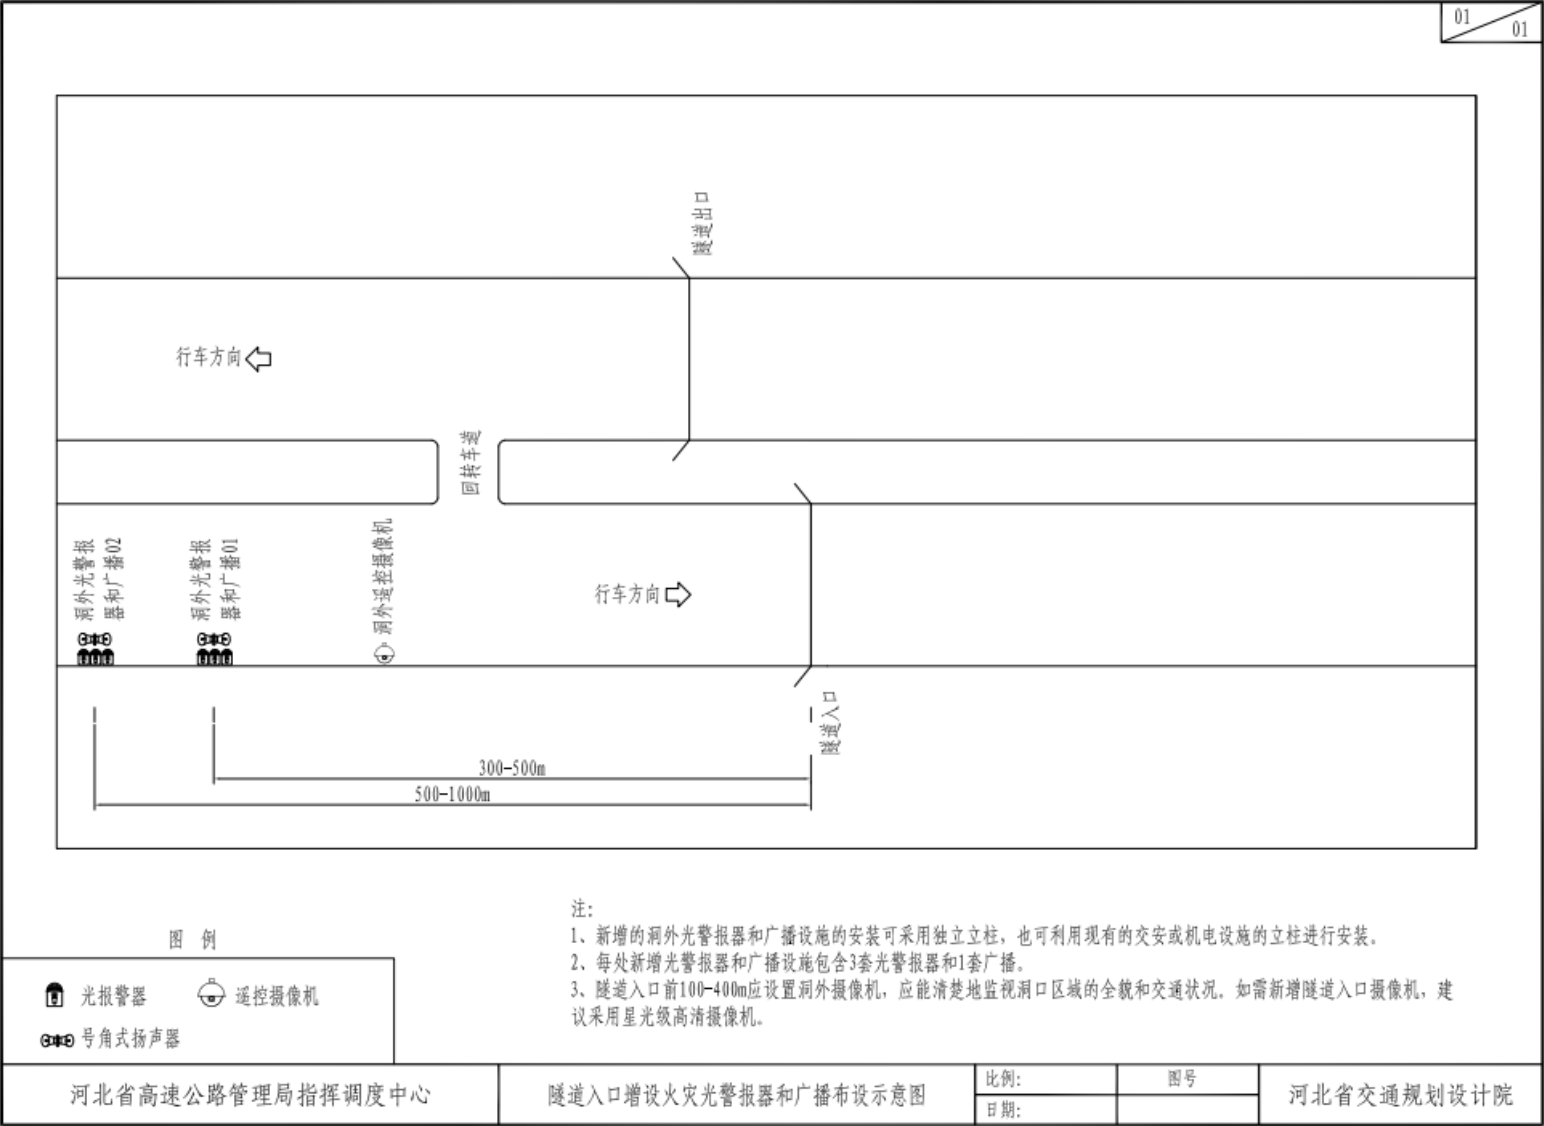 01
01
隧道出口
行车方向
回转车道
洞外光警报
器和广播02
洞外光警报
器和广播01
洞外遥控摄像机
行车方向
隧道入口
300-500m
500-1000m
注:
1、新增的洞外光警报器和广播设施的安装可采用独立立柱，也可利用现有的交安或机电设施的立柱进行安装。
2、每处新增光警报器和广播设施包含3套光警报器和1套广播。
3、隧道入口前100-400m应设置洞外摄像机，应能清楚地监视洞口区域的全貌和交通状况。如需新增隧道入口摄像机，建
议采用星光级高清摄像机。
图 例
光报警器
遥控摄像机
号角式扬声器
河北省高速公路管理局指挥调度中心
隧道入口增设火灾光警报器和广播布设示意图
比例:
图号
日期:
河北省交通规划设计院